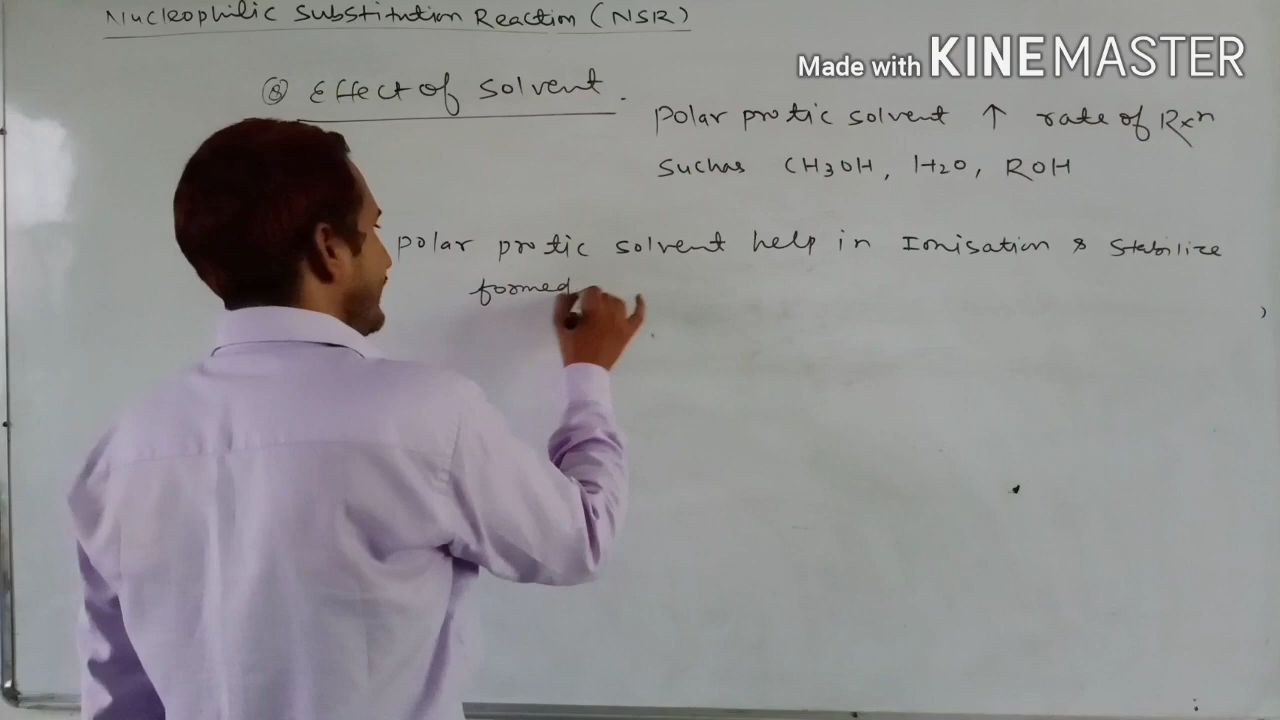 Nucleophilic Substitution Reaction (NSR)
Made with KINEMASTER
⑧ Effect of Solvent.
Polar protic solvent ↑ rate of Rxn
Such as CH3OH, H2O, ROH
Polar protic solvent help in Ionisation & Stabilize
formed